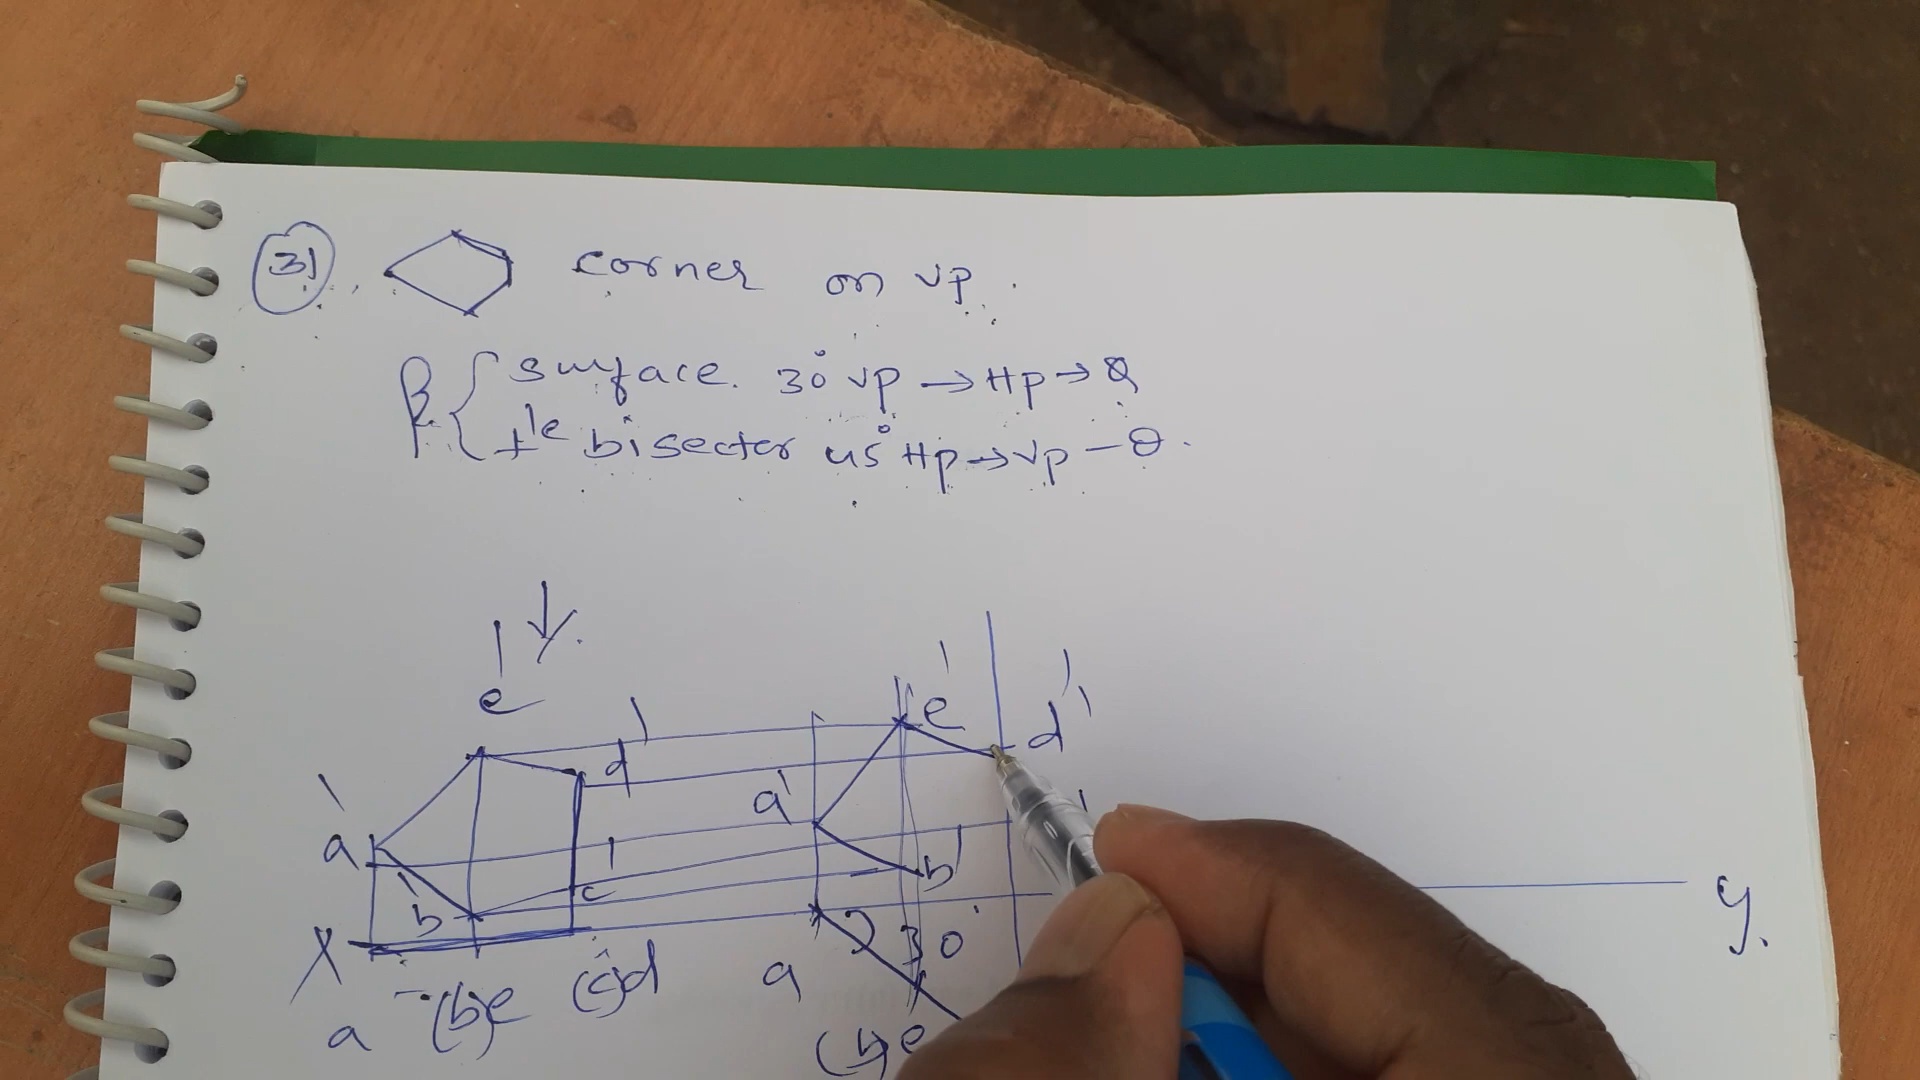 31 corner on VP.
surface. 30° VP → HP → θ
⊥le bisector 45° HP → VP - θ.
e'
e' d'
d'
a'
a' b'
b' c'
X 30° y.
a (b)e (c)d a
(b)e